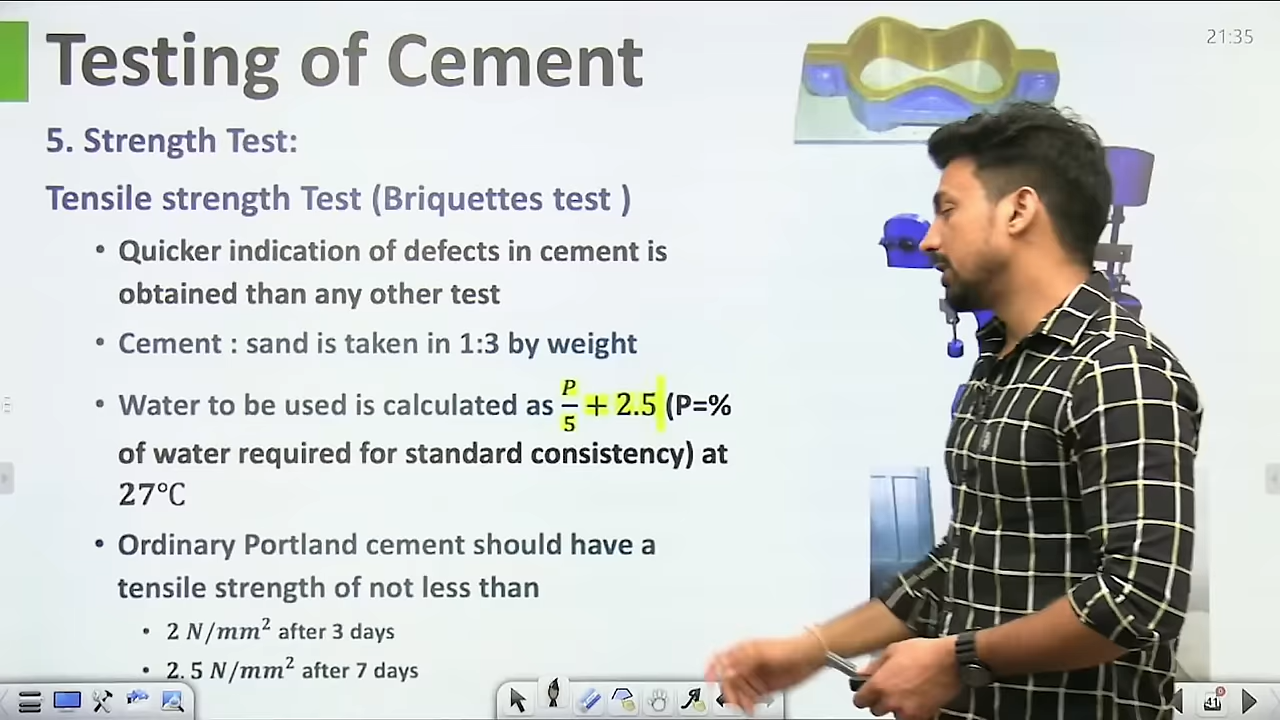 Testing of Cement
21:35
5. Strength Test:
Tensile strength Test (Briquettes test )
• Quicker indication of defects in cement is
obtained than any other test
• Cement : sand is taken in 1:3 by weight
• Water to be used is calculated as P/5 + 2.5 (P=%
of water required for standard consistency) at
27°C
• Ordinary Portland cement should have a
tensile strength of not less than
• 2 N/mm² after 3 days
• 2.5 N/mm² after 7 days
41